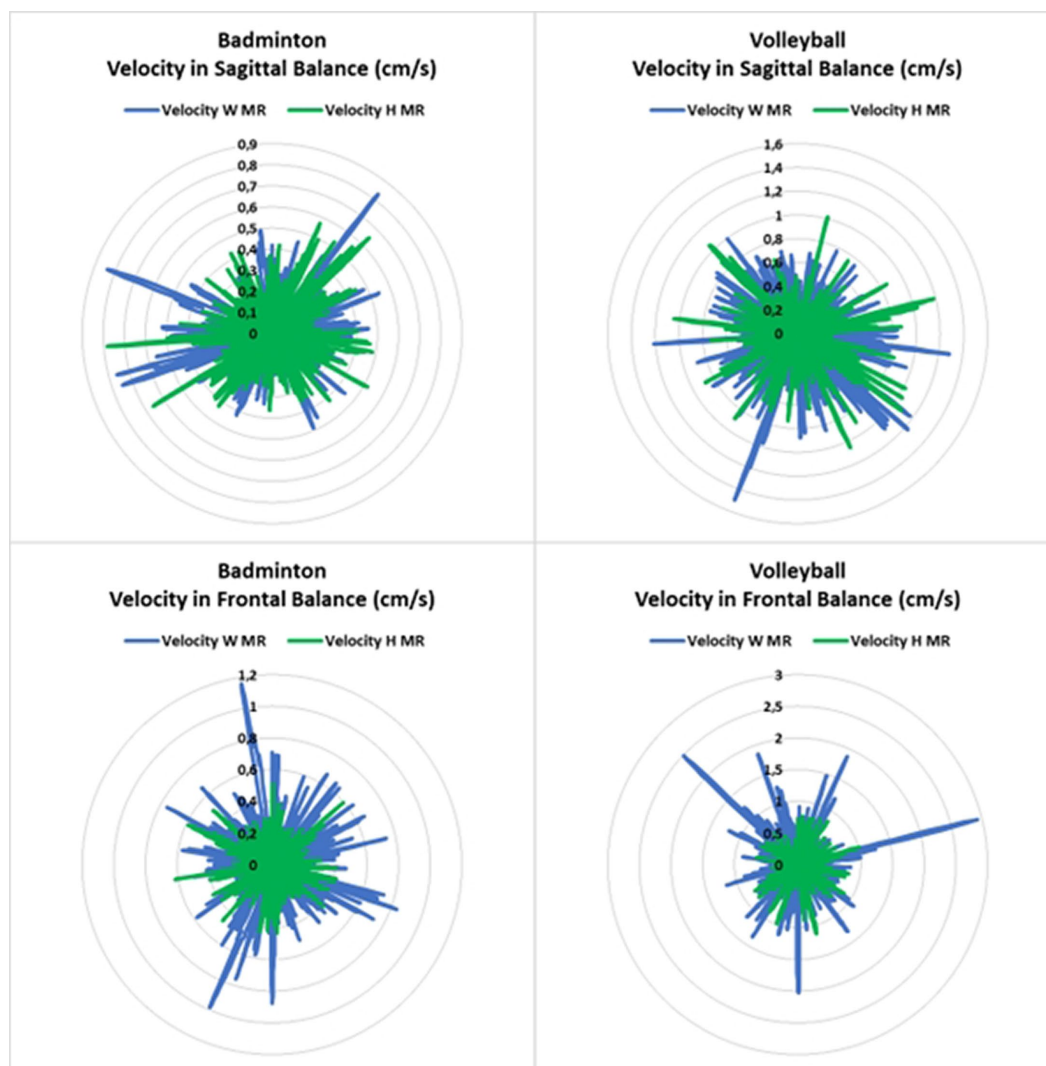 Badminton
Velocity in Sagittal Balance (cm/s)
Velocity W MR Velocity H MR
0,9
0,8
0,7
0,6
0,5
0,4
0,3
0,2
0,1
0
Volleyball
Velocity in Sagittal Balance (cm/s)
Velocity W MR Velocity H MR
1,6
1,4
1,2
1
0,8
0,6
0,4
0,2
0
Badminton
Velocity in Frontal Balance (cm/s)
Velocity W MR Velocity H MR
1,2
1
0,8
0,6
0,4
0,2
0
Volleyball
Velocity in Frontal Balance (cm/s)
Velocity W MR Velocity H MR
3
2,5
2
1,5
1
0,5
0